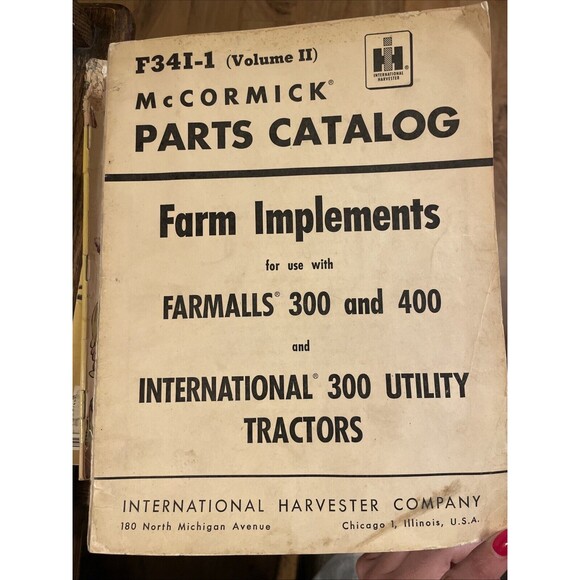 F34I-1 (Volume II)
IH
INTERNATIONAL
HARVESTER
®
McCORMICK®
PARTS CATALOG
Farm Implements
for use with
FARMALLS® 300 and 400
and
INTERNATIONAL® 300 UTILITY
TRACTORS
INTERNATIONAL HARVESTER COMPANY
180 North Michigan Avenue Chicago 1, Illinois, U.S.A.